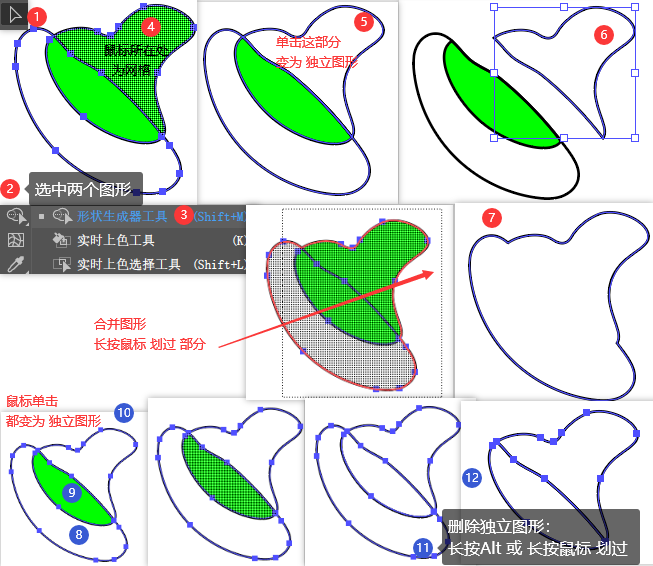 1
4
鼠标所在处
为网格
5
单击这部分
变为 独立图形
6
2
选中两个图形
形状生成器工具
3
(Shift+M)
实时上色工具
(K)
实时上色选择工具
(Shift+L)
7
合并图形
长按鼠标 划过 部分
鼠标单击
都变为 独立图形
10
9
8
11
12
删除独立图形：
长按Alt 或 长按鼠标 划过